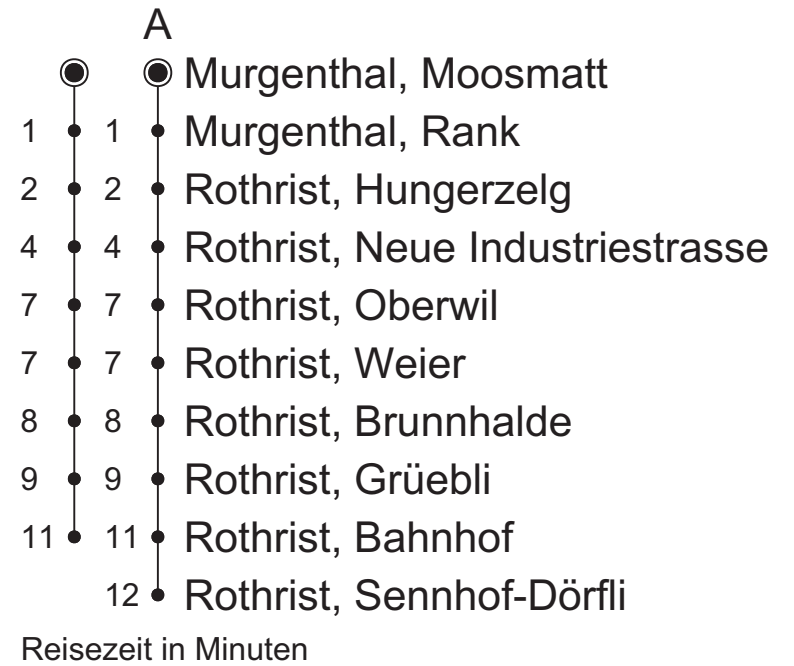 A
Murgenthal, Moosmatt
1 1 Murgenthal, Rank
2 2 Rothrist, Hungerzelg
4 4 Rothrist, Neue Industriestrasse
7 7 Rothrist, Oberwil
7 7 Rothrist, Weier
8 8 Rothrist, Brunnhalde
9 9 Rothrist, Grüebli
11 11 Rothrist, Bahnhof
12 Rothrist, Sennhof-Dörfli
Reisezeit in Minuten